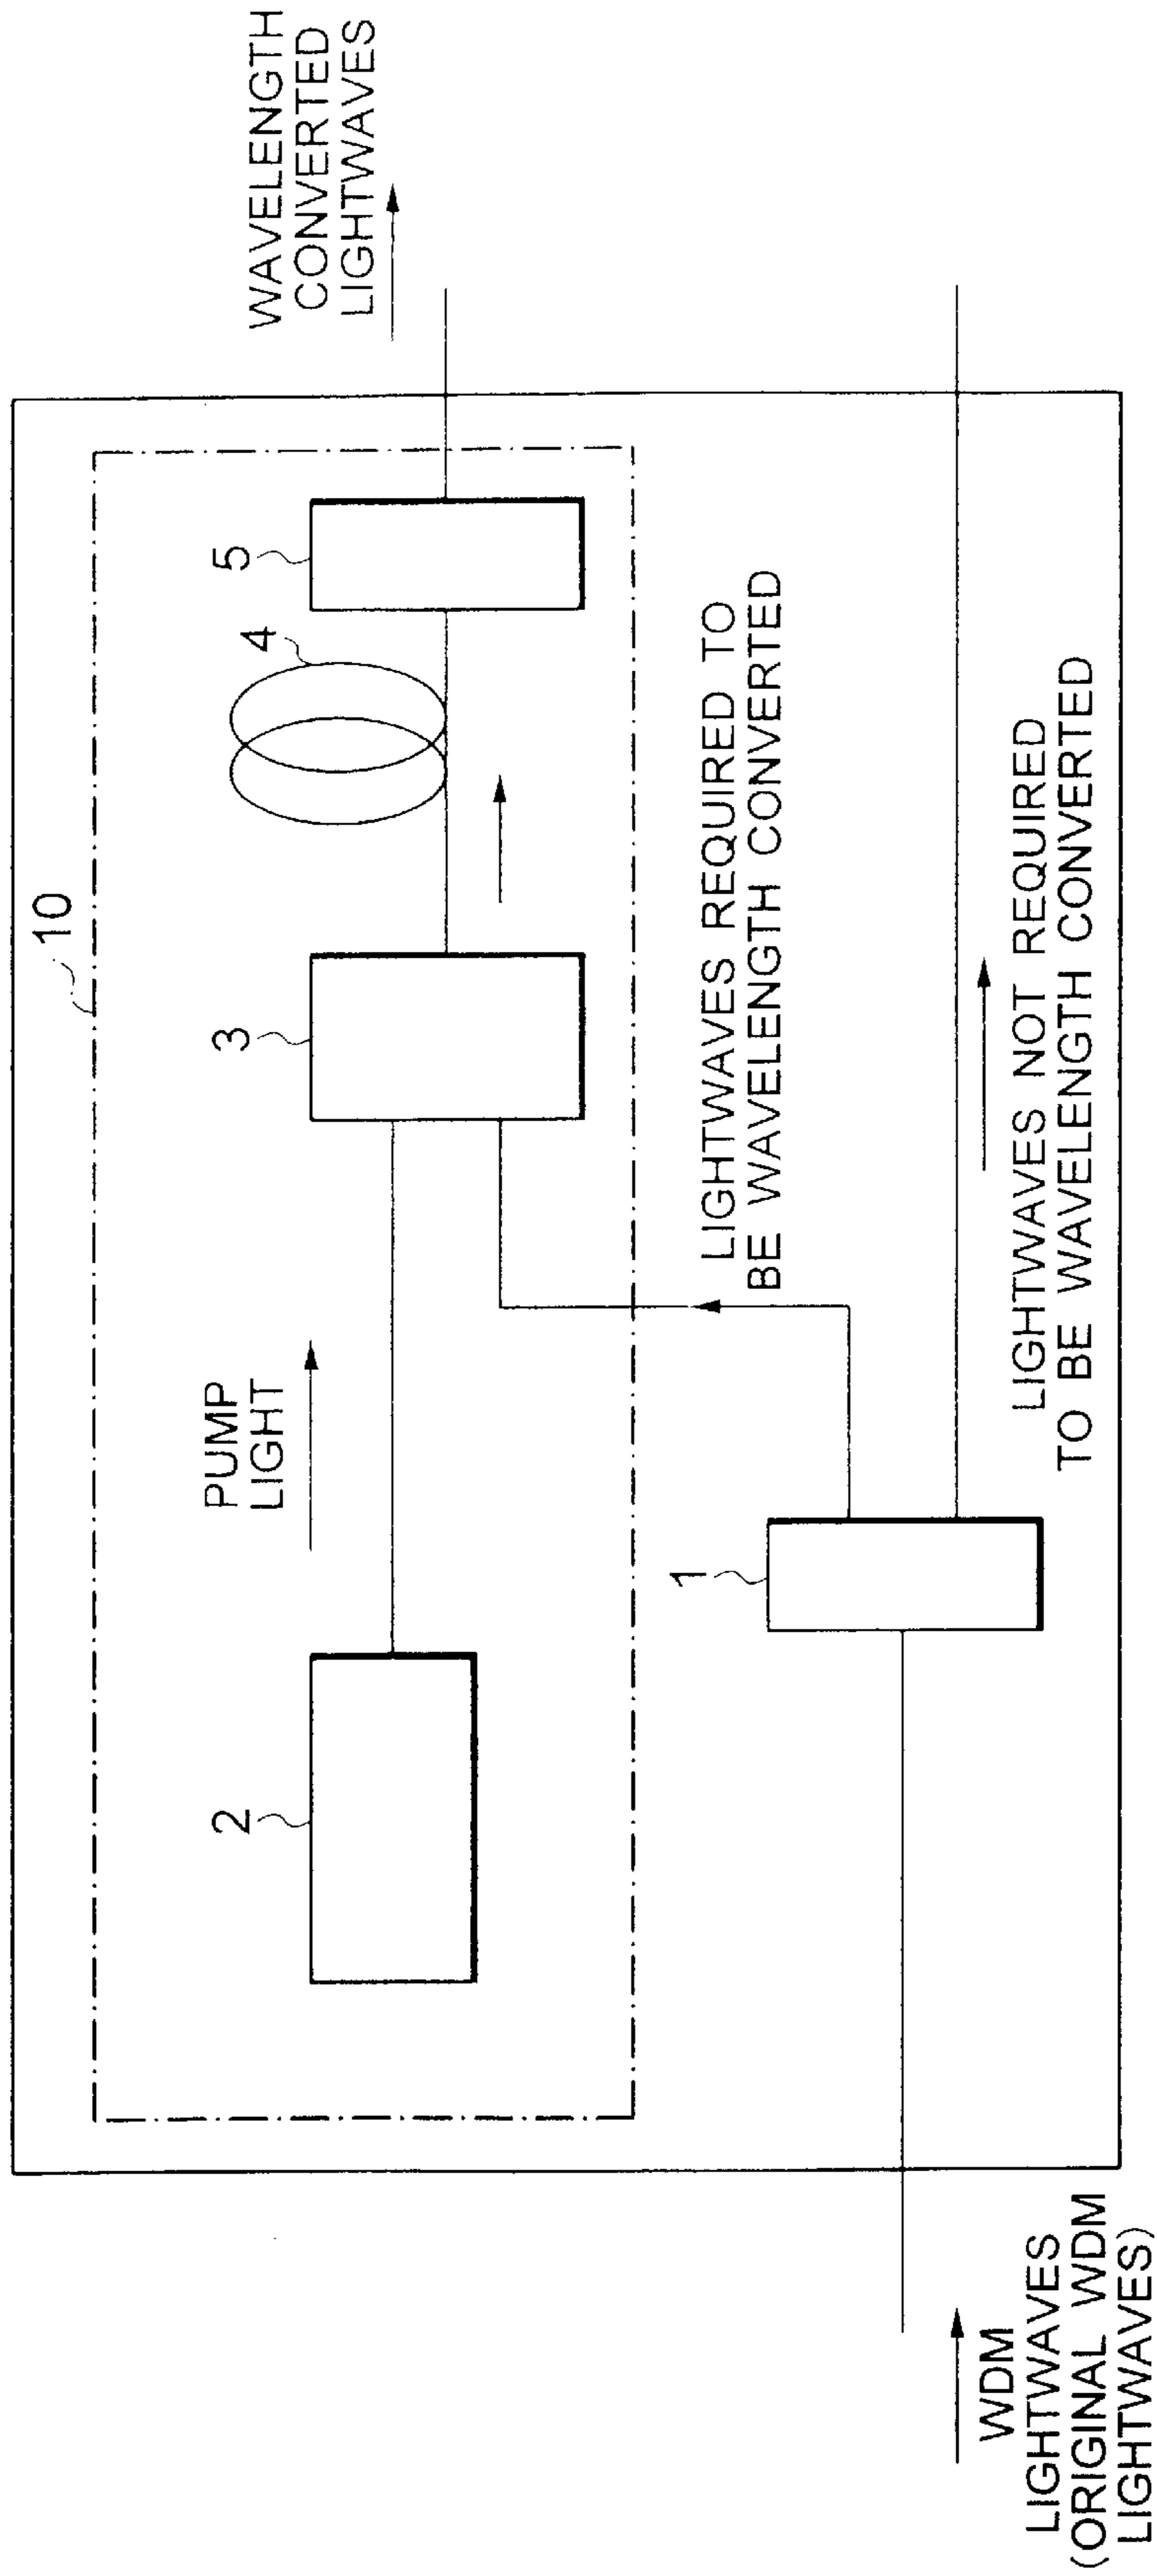 WAVELENGTH
CONVERTED
LIGHTWAVES
10
5
4
3
PUMP
LIGHT
2
LIGHTWAVES REQUIRED TO
BE WAVELENGTH CONVERTED
1
LIGHTWAVES NOT REQUIRED
TO BE WAVELENGTH CONVERTED
WDM
LIGHTWAVES
(ORIGINAL WDM
LIGHTWAVES)